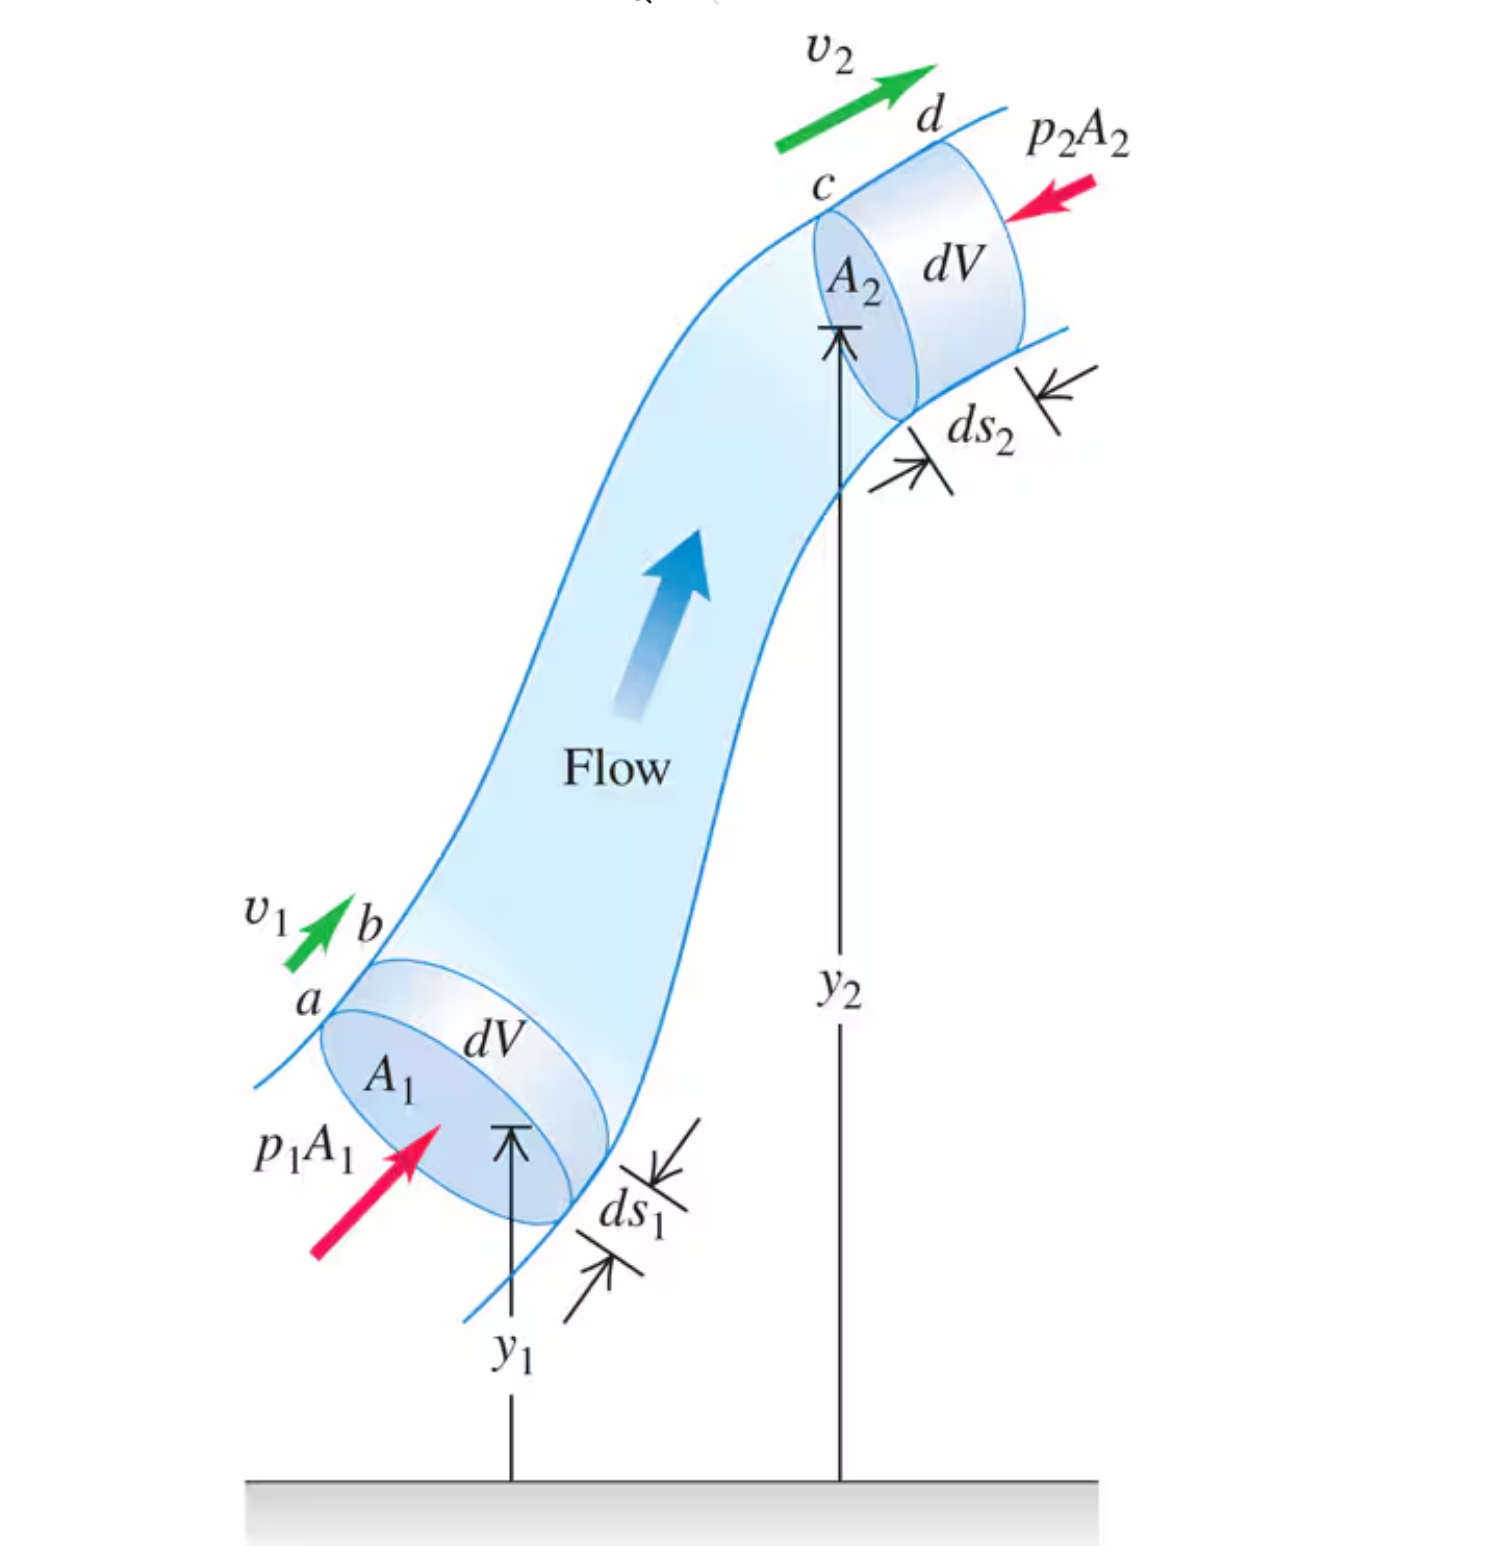 v₂
d
p₂A₂
c
dV
A₂
ds₂
Flow
v₁
b
y₂
a
dV
A₁
p₁A₁
ds₁
y₁